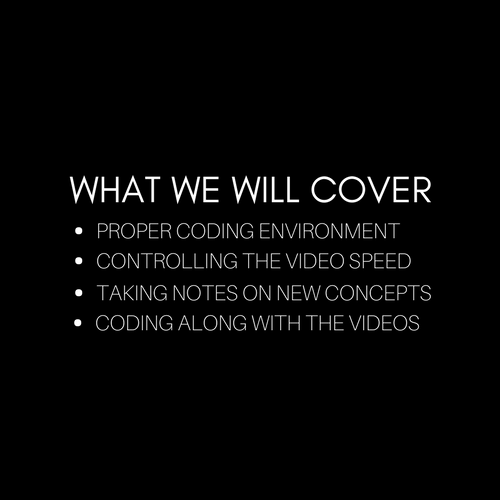 WHAT WE WILL COVER
• PROPER CODING ENVIRONMENT
• CONTROLLING THE VIDEO SPEED
• TAKING NOTES ON NEW CONCEPTS
• CODING ALONG WITH THE VIDEOS